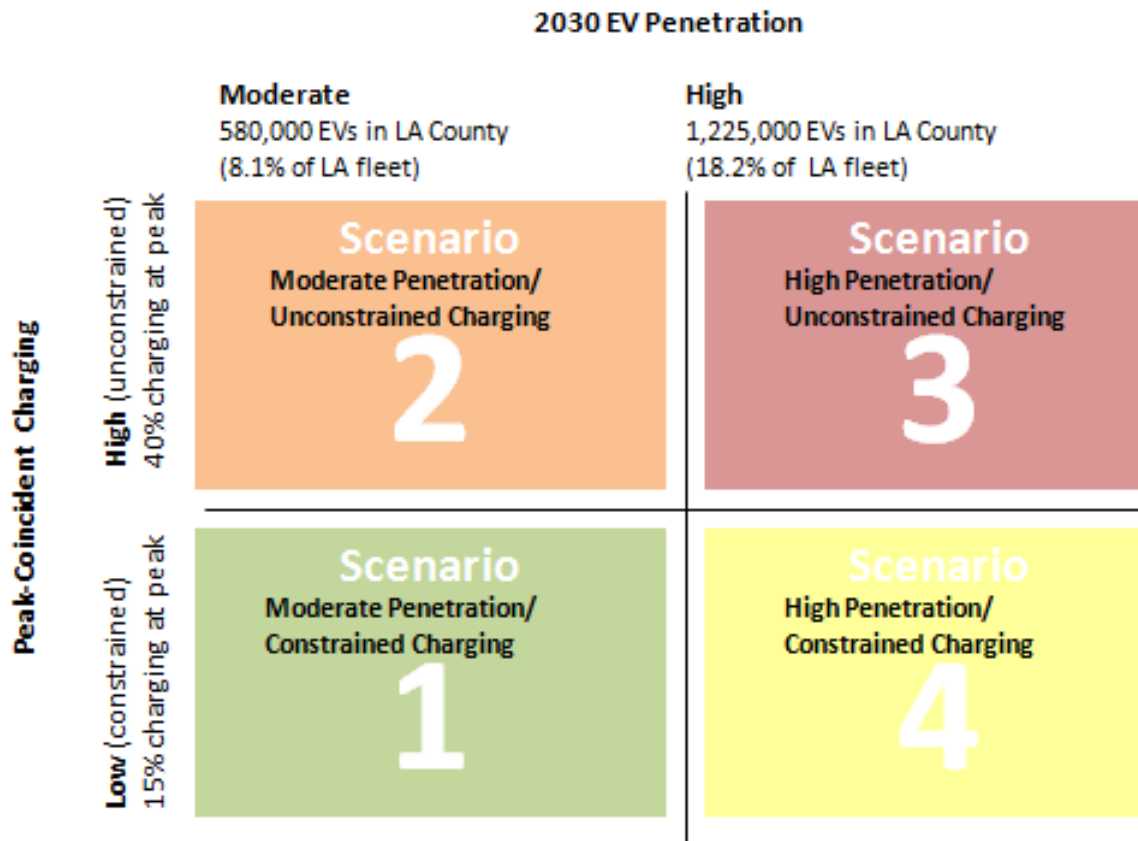 2030 EV Penetration
Moderate
580,000 EVs in LA County
(8.1% of LA fleet)
High
1,225,000 EVs in LA County
(18.2% of LA fleet)
Peak-Coincident Charging
High (unconstrained)
40% charging at peak
Scenario
Moderate Penetration/
Unconstrained Charging
2
Scenario
High Penetration/
Unconstrained Charging
3
Low (constrained)
15% charging at peak
Scenario
Moderate Penetration/
Constrained Charging
1
Scenario
High Penetration/
Constrained Charging
4